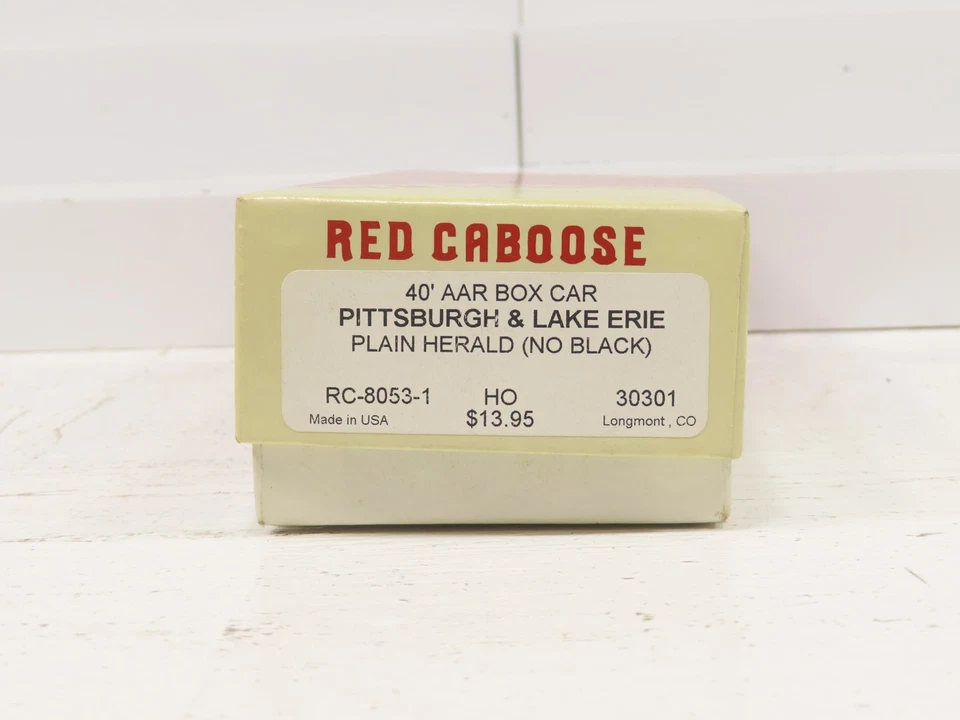 RED CABOOSE
40' AAR BOX CAR
PITTSBURGH & LAKE ERIE
PLAIN HERALD (NO BLACK)
RC-8053-1 HO 30301
Made in USA $13.95 Longmont , CO